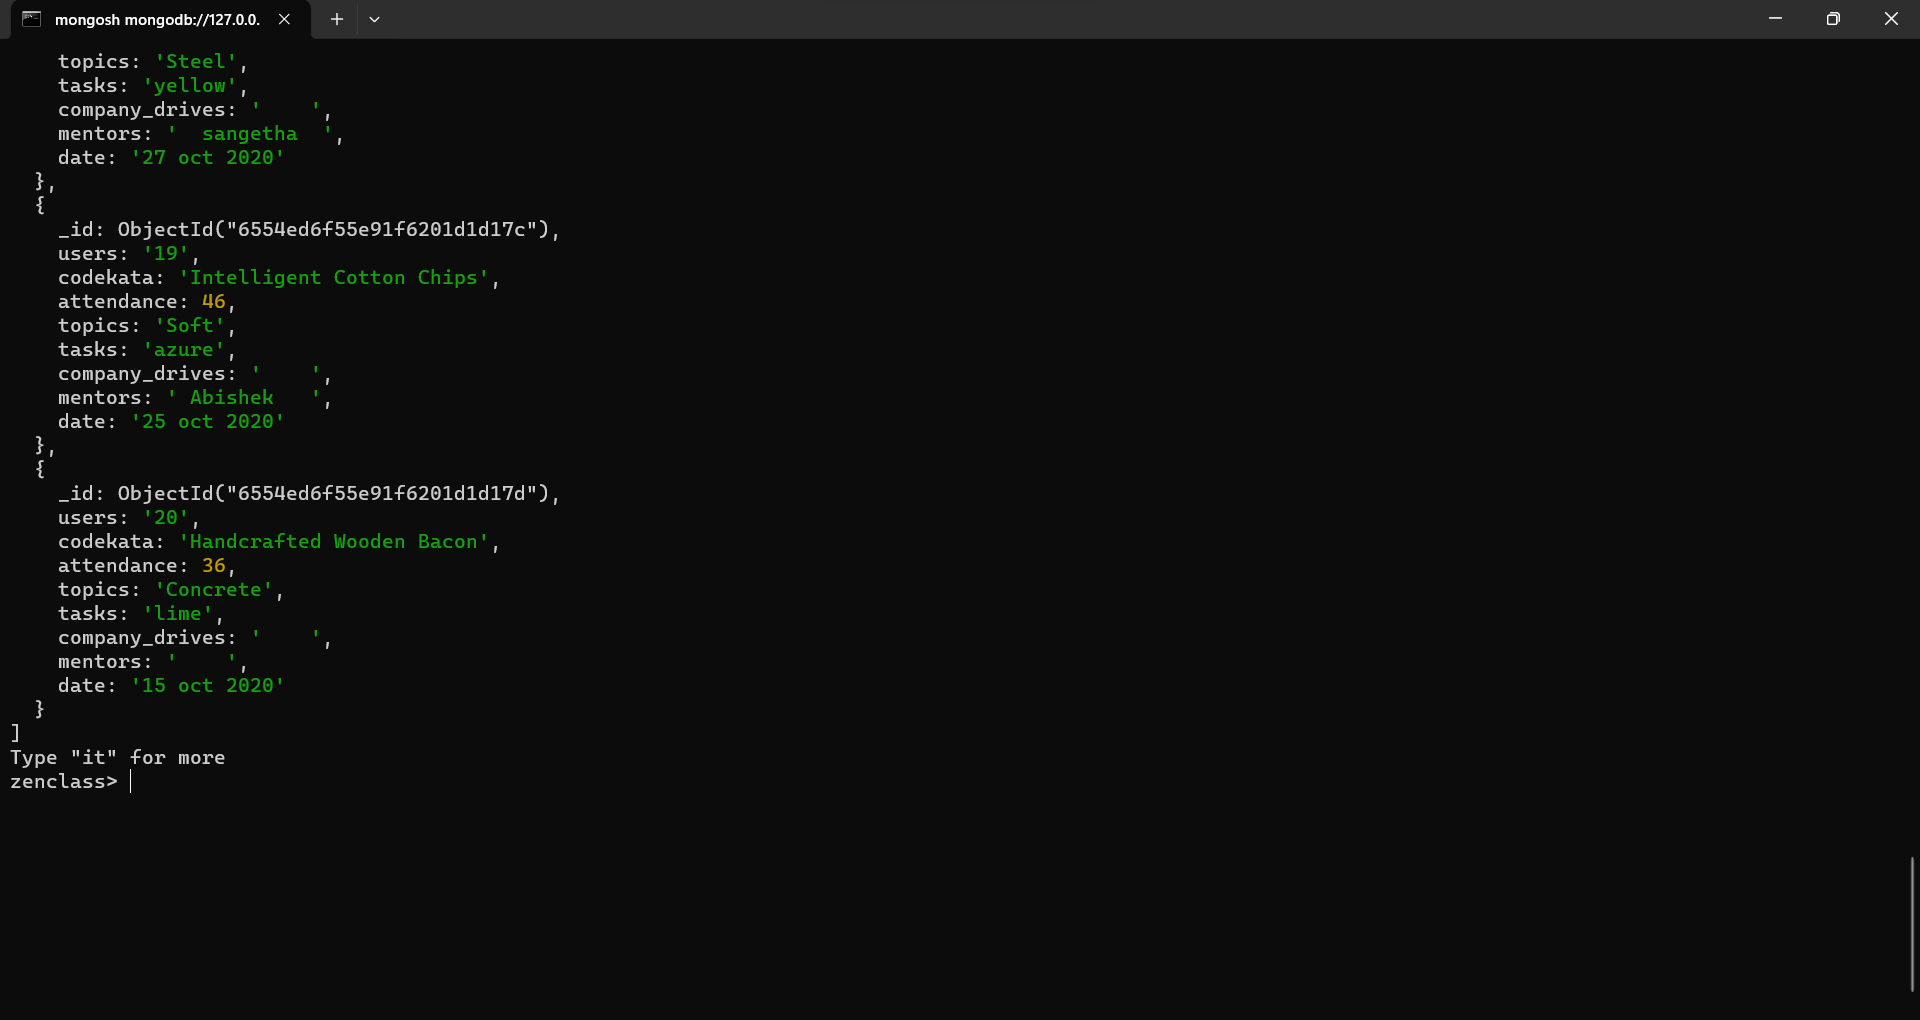 mongosh mongodb://127.0.0.
topics: 'Steel',
tasks: 'yellow',
company_drives: '    ',
mentors: '  sangetha  ',
date: '27 oct 2020'
},
{
_id: ObjectId("6554ed6f55e91f6201d1d17c"),
users: '19',
codekata: 'Intelligent Cotton Chips',
attendance: 46,
topics: 'Soft',
tasks: 'azure',
company_drives: '    ',
mentors: ' Abishek   ',
date: '25 oct 2020'
},
{
_id: ObjectId("6554ed6f55e91f6201d1d17d"),
users: '20',
codekata: 'Handcrafted Wooden Bacon',
attendance: 36,
topics: 'Concrete',
tasks: 'lime',
company_drives: '    ',
mentors: '    ',
date: '15 oct 2020'
}
]
Type "it" for more
zenclass>